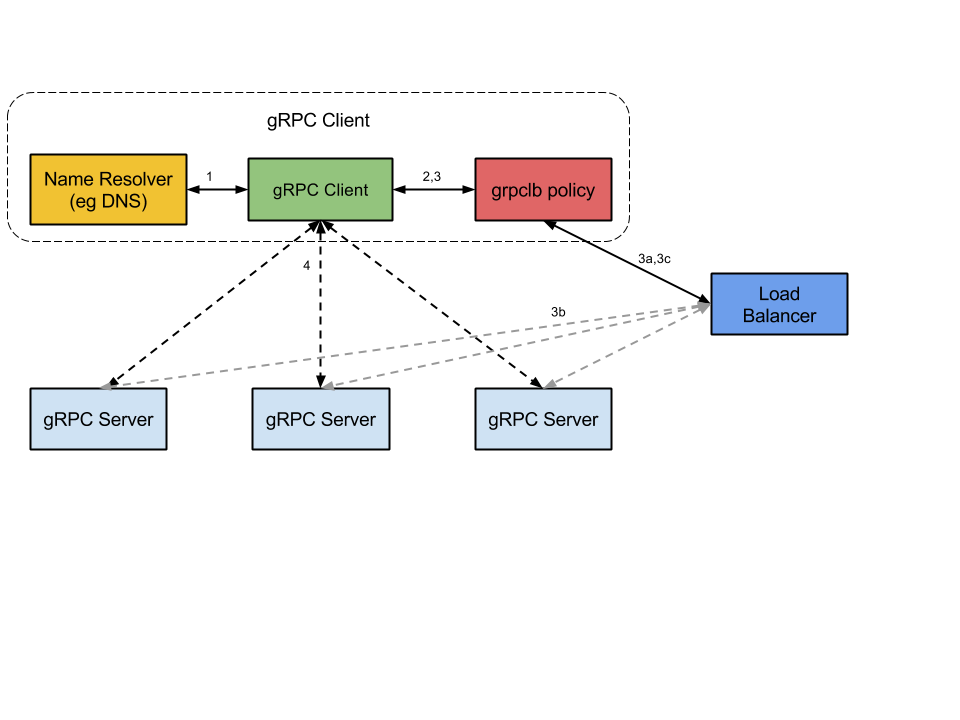 gRPC Client
Name Resolver
(eg DNS)
1
gRPC Client
2,3
grpclb policy
4
3a,3c
3b
Load
Balancer
gRPC Server
gRPC Server
gRPC Server